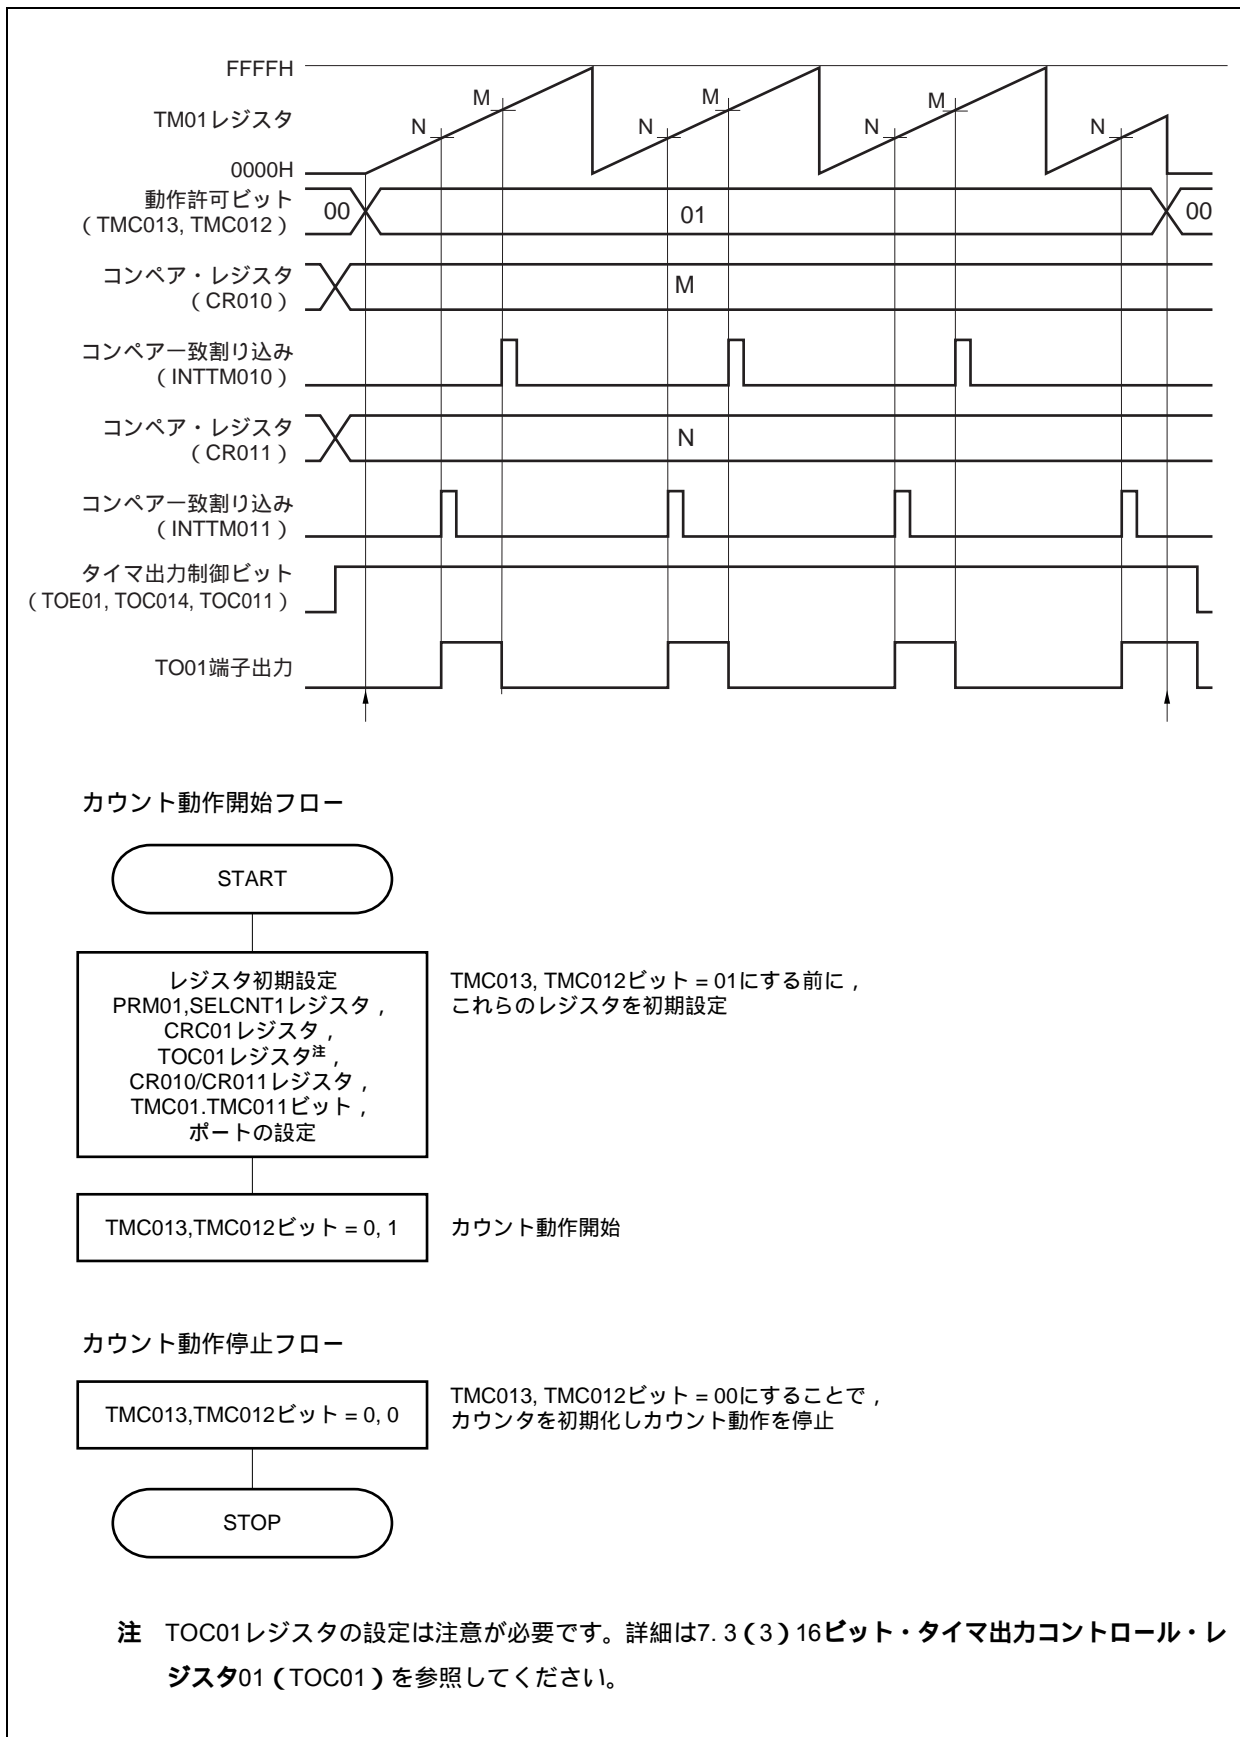 FFFFH
TM01レジスタ
0000H
N
M
N
M
N
M
N
動作許可ビット
（TMC013, TMC012）
00
01
00
コンペア・レジスタ
（CR010）
M
コンペア一致割り込み
（INTTM010）
コンペア・レジスタ
（CR011）
N
コンペア一致割り込み
（INTTM011）
タイマ出力制御ビット
（TOE01, TOC014, TOC011）
TO01端子出力
カウント動作開始フロー
START
レジスタ初期設定
PRM01,SELCNT1レジスタ，
CRC01レジスタ，
TOC01レジスタ注，
CR010/CR011レジスタ，
TMC01.TMC011ビット，
ポートの設定
TMC013, TMC012ビット = 01にする前に，
これらのレジスタを初期設定
TMC013,TMC012ビット = 0, 1
カウント動作開始
カウント動作停止フロー
TMC013,TMC012ビット = 0, 0
TMC013, TMC012ビット = 00にすることで，
カウンタを初期化しカウント動作を停止
STOP
注 TOC01レジスタの設定は注意が必要です。詳細は7. 3（3）16ビット・タイマ出力コントロール・レ
ジスタ01（TOC01）を参照してください。